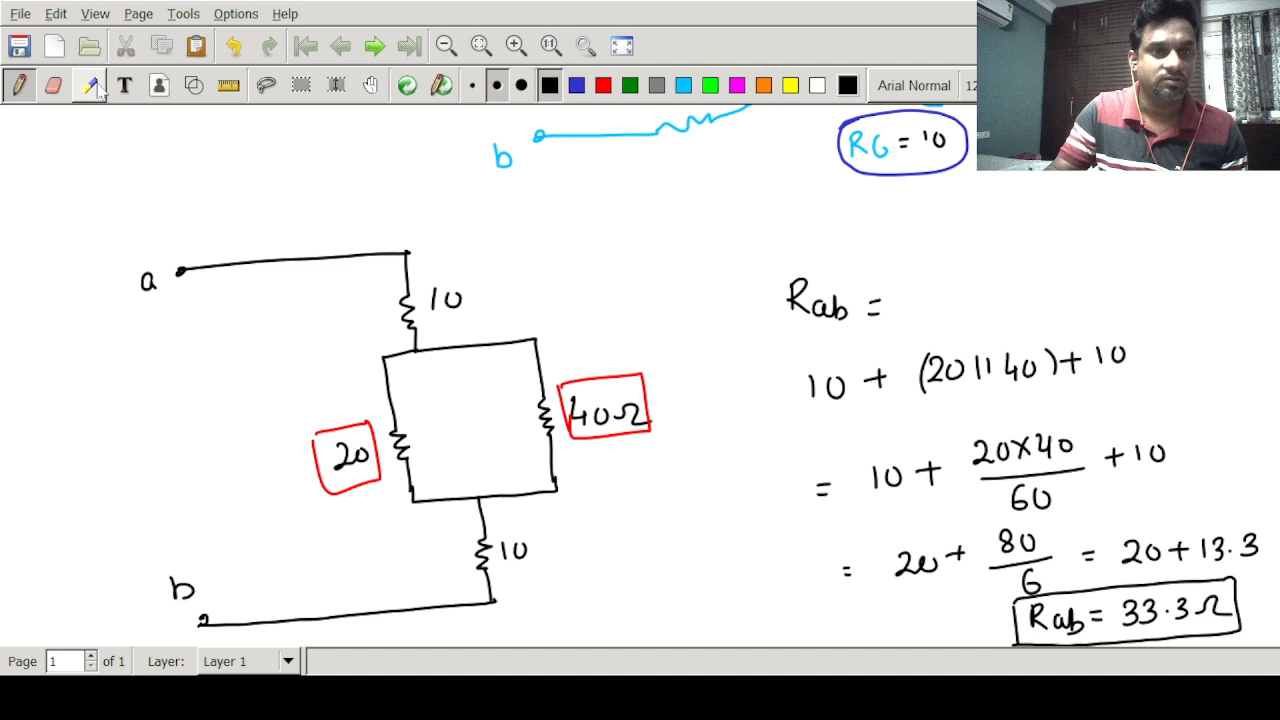 File Edit View Page Tools Options Help
T
Arial Normal 12
b
RG = 10
a
10
20
40Ω
10
b
Rab =
10 + (20 || 40) + 10
= 10 + 20×40/60 + 10
= 20 + 80/6 = 20 + 13.3
Rab = 33.3Ω
Page 1 of 1 Layer: Layer 1